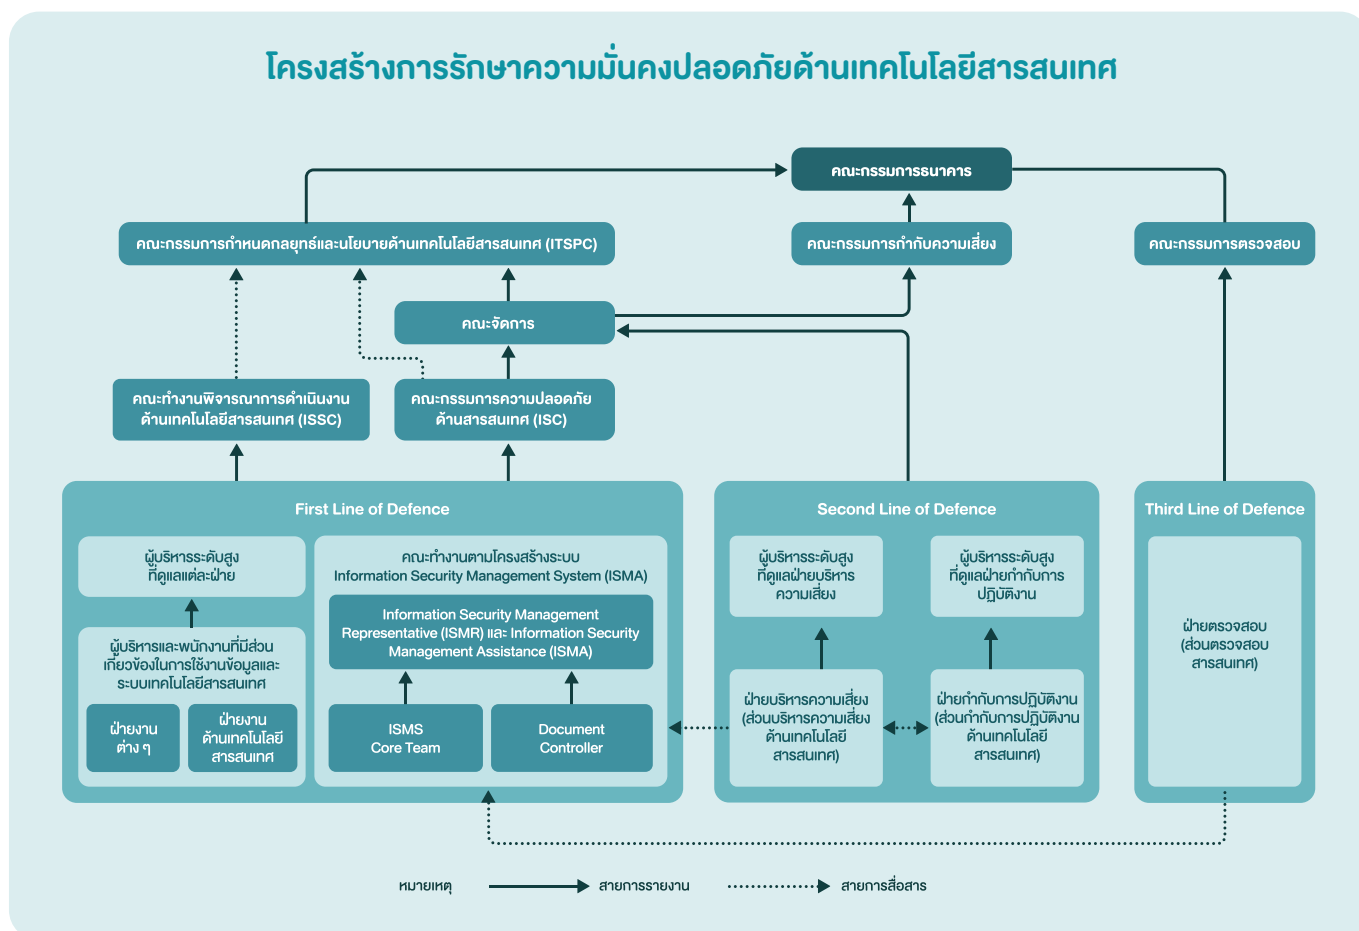 โครงสร้างการรักษาความมั่นคงปลอดภัยด้านเทคโนโลยีสารสนเทศ
คณะกรรมการธนาคาร
คณะกรรมการกำหนดกลยุทธ์และนโยบายด้านเทคโนโลยีสารสนเทศ (ITSPC)
คณะกรรมการกำกับความเสี่ยง
คณะกรรมการตรวจสอบ
คณะจัดการ
คณะทำงานพิจารณาการดำเนินงาน
ด้านเทคโนโลยีสารสนเทศ (ISSC)
คณะกรรมการความปลอดภัย
ด้านสารสนเทศ (ISC)
First Line of Defence
ผู้บริหารระดับสูง
ที่ดูแลแต่ละฝ่าย
ผู้บริหารและพนักงานที่มีส่วน
เกี่ยวข้องในการใช้งานข้อมูลและ
ระบบเทคโนโลยีสารสนเทศ
ฝ่ายงาน
ต่าง ๆ
ฝ่ายงาน
ด้านเทคโนโลยี
สารสนเทศ
คณะทำงานตามโครงสร้างระบบ
Information Security Management System (ISMA)
Information Security Management
Representative (ISMR) และ Information Security
Management Assistance (ISMA)
ISMS
Core Team
Document
Controller
Second Line of Defence
ผู้บริหารระดับสูง
ที่ดูแลฝ่ายบริหาร
ความเสี่ยง
ผู้บริหารระดับสูง
ที่ดูแลฝ่ายกำกับการ
ปฏิบัติงาน
ฝ่ายบริหารความเสี่ยง
(ส่วนบริหารความเสี่ยง
ด้านเทคโนโลยี
สารสนเทศ)
ฝ่ายกำกับการปฏิบัติงาน
(ส่วนกำกับการปฏิบัติงาน
ด้านเทคโนโลยี
สารสนเทศ)
Third Line of Defence
ฝ่ายตรวจสอบ
(ส่วนตรวจสอบ
สารสนเทศ)
หมายเหตุ
สายการรายงาน
สายการสื่อสาร